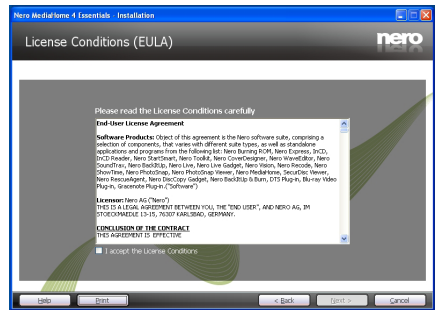 Nero MediaHome 4 Essentials - Installation
License Conditions (EULA)
nero
Please read the License Conditions carefully
End-User License Agreement
Software Products: Object of this agreement is the Nero software suite, comprising a
selection of components, that varies with different suite types, as well as standalone
applications and programs from the following list: Nero Burning ROM, Nero Express, InCD,
InCD Reader, Nero StartSmart, Nero Toolkit, Nero CoverDesigner, Nero WaveEditor, Nero
SoundTrax, Nero BackItUp, Nero Live, Nero Live Gadget, Nero Vision, Nero Recode, Nero
ShowTime, Nero PhotoSnap, Nero PhotoSnap Viewer, Nero MediaHome, SecurDisc Viewer,
Nero RescueAgent, Nero DiscCopy Gadget, Nero BackItUp & Burn, DTS Plug-in, Blu-ray Video
Plug-in, Gracenote Plug-in.("Software")
Licensor: Nero AG ("Nero")
THIS IS A LEGAL AGREEMENT BETWEEN YOU, THE "END USER", AND NERO AG, IM
STOECKMAEDLE 13-15, 76307 KARLSBAD, GERMANY.
CONCLUSION OF THE CONTRACT
THIS AGREEMENT IS EFFECTIVE
I accept the License Conditions
Help
Print
< Back
Next >
Cancel